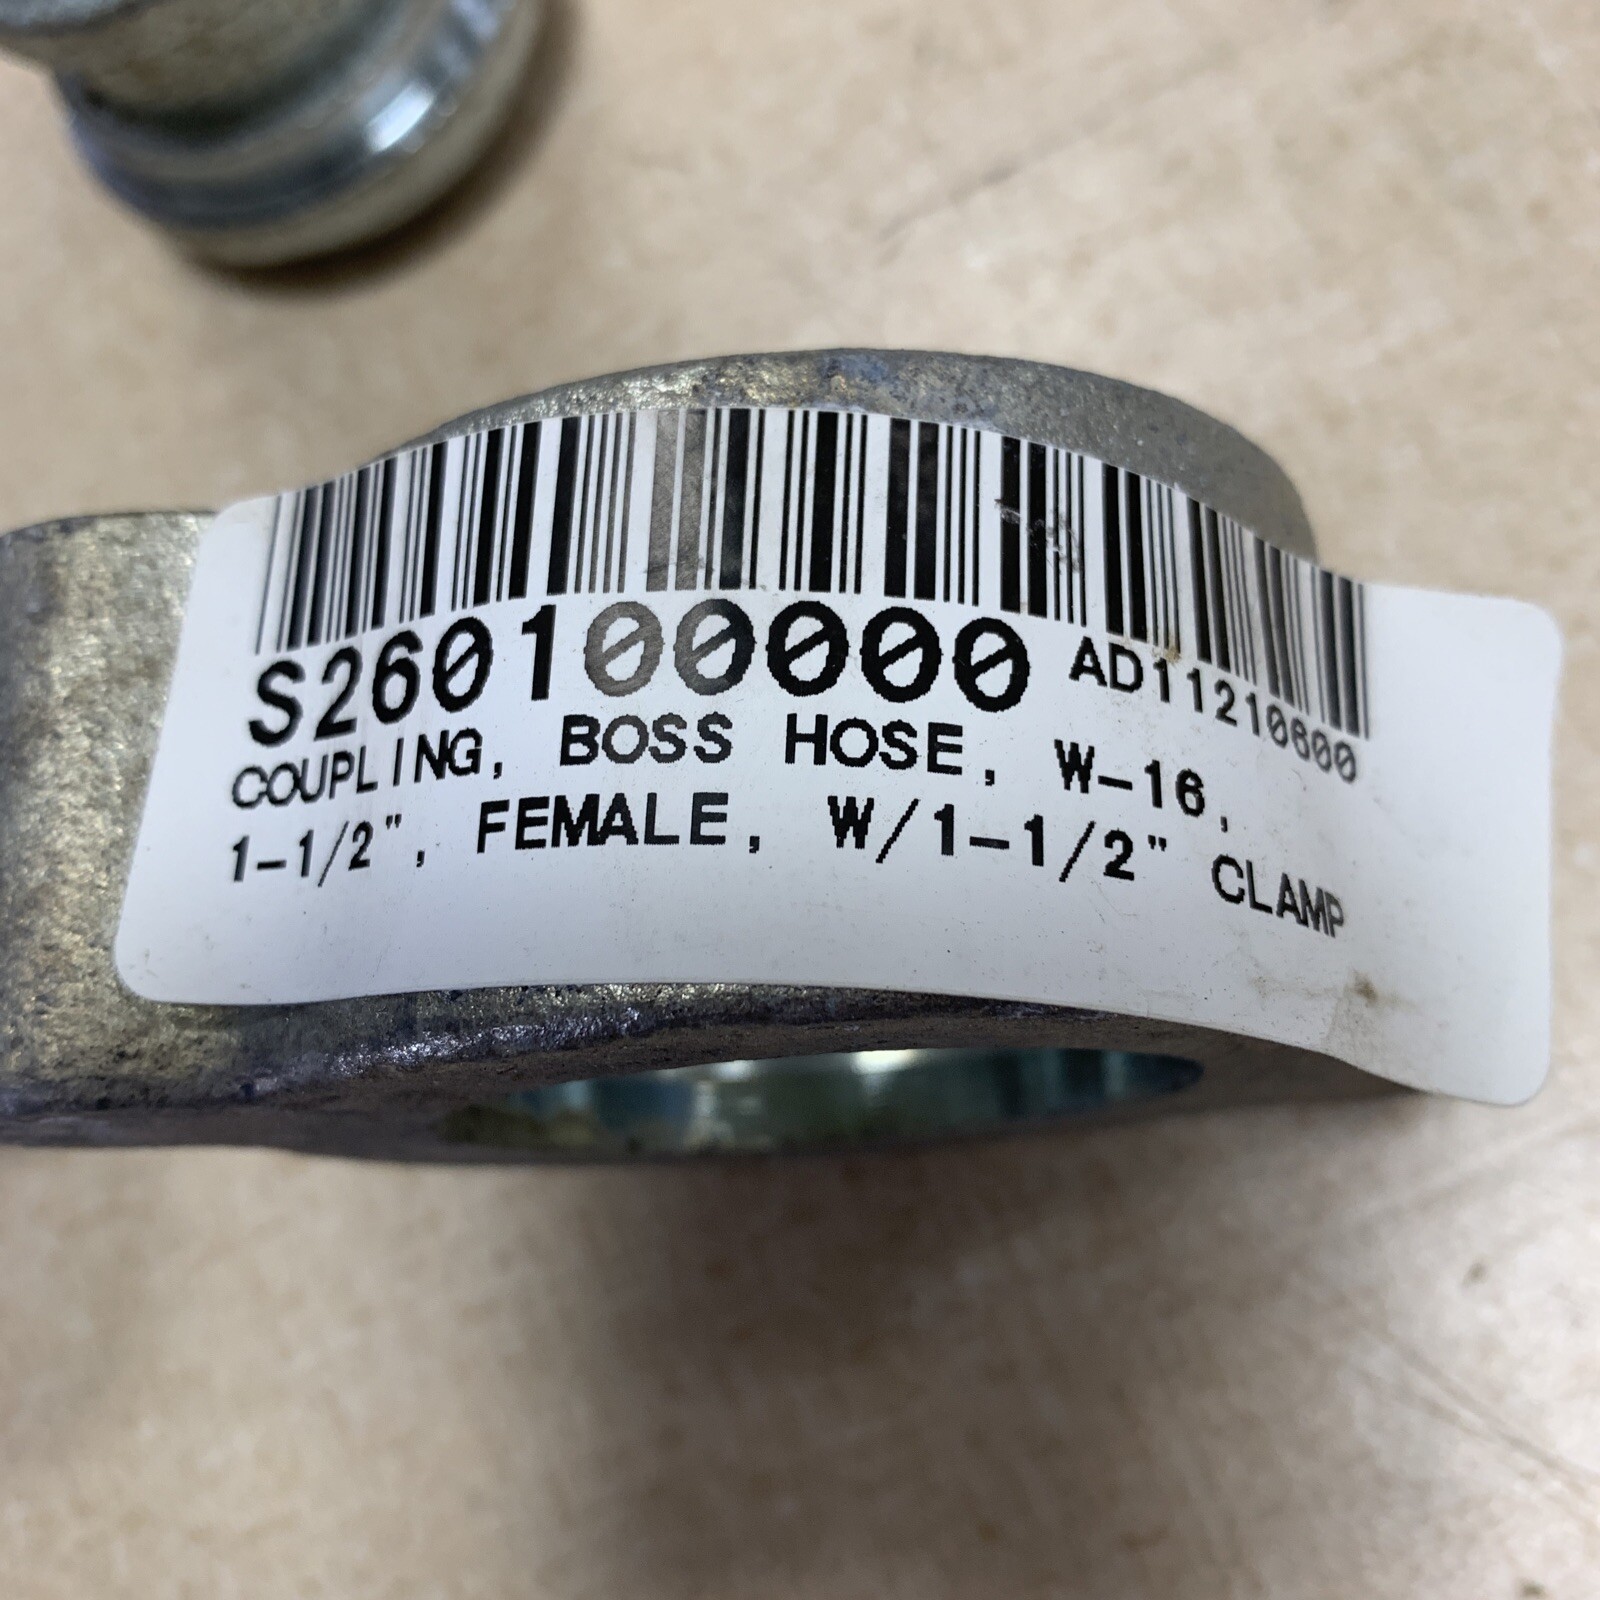 S260100000 AD11210600
COUPLING, BOSS HOSE, W-16,
1-1/2", FEMALE, W/1-1/2" CLAMP